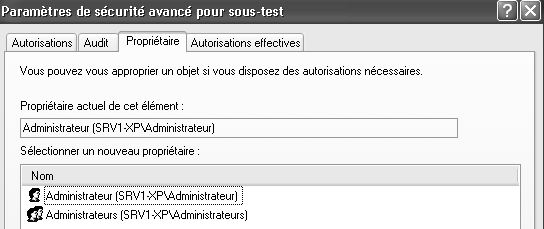 Paramètres de sécurité avancé pour sous-test
Autorisations Audit Propriétaire Autorisations effectives
Vous pouvez vous approprier un objet si vous disposez des autorisations nécessaires.
Propriétaire actuel de cet élément :
Administrateur (SRV1-XP\Administrateur)
Sélectionner un nouveau propriétaire :
Nom
Administrateur (SRV1-XP\Administrateur)
Administrateurs (SRV1-XP\Administrateurs)